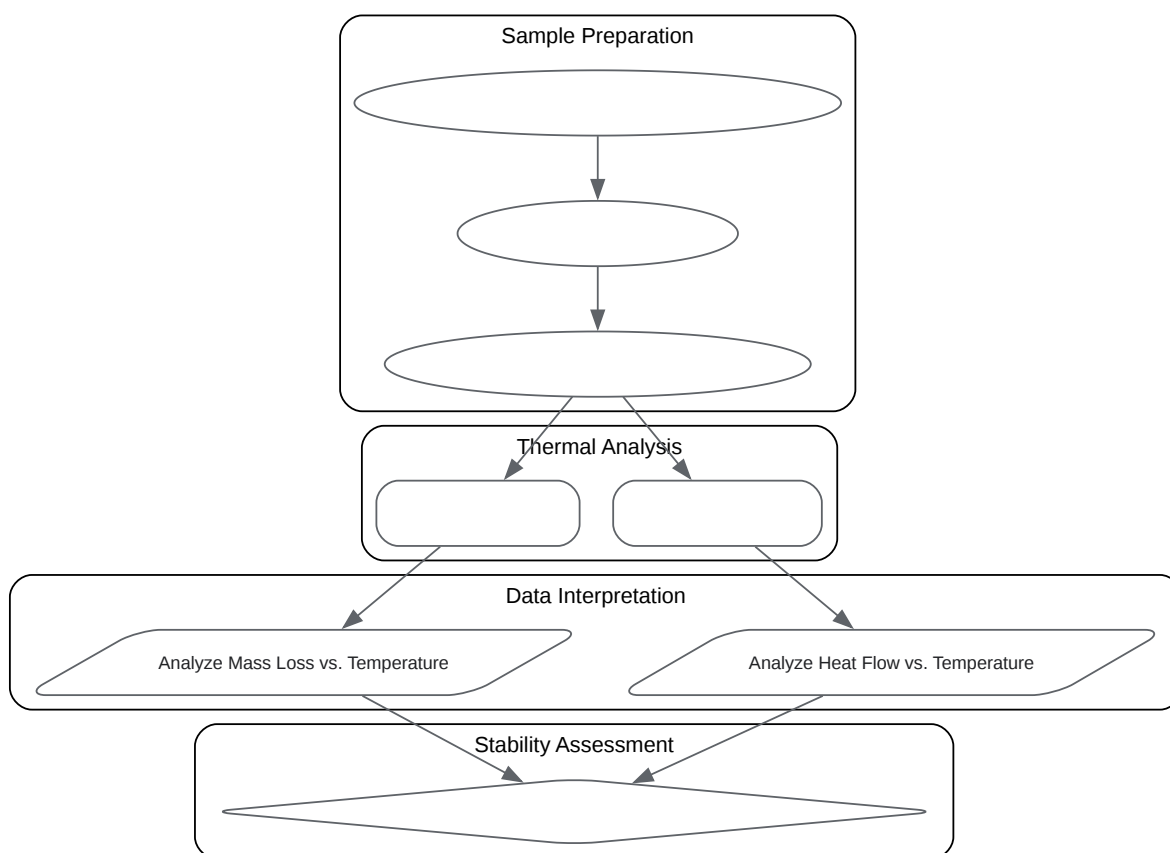 Sample Preparation
Thermal Analysis
Data Interpretation
Analyze Mass Loss vs. Temperature
Analyze Heat Flow vs. Temperature
Stability Assessment